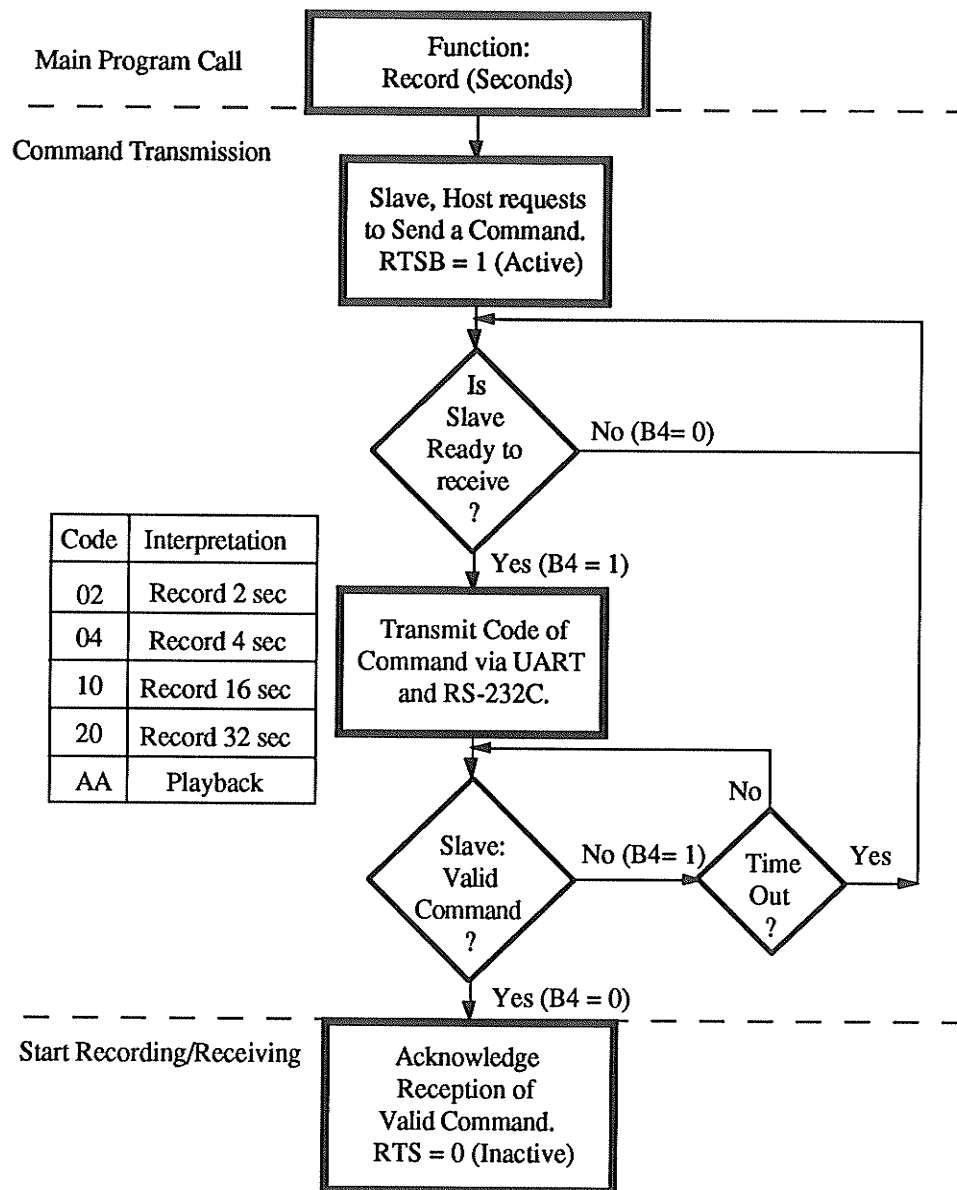 Main Program Call
Function:
Record (Seconds)
Command Transmission
Slave, Host requests
to Send a Command.
RTSB = 1 (Active)
Is
Slave
Ready to
receive
?
No (B4= 0)
Yes (B4 = 1)
Code Interpretation
02 Record 2 sec
04 Record 4 sec
10 Record 16 sec
20 Record 32 sec
AA Playback
Transmit Code of
Command via UART
and RS-232C.
Slave:
Valid
Command
?
No (B4= 1)
No
Time
Out
?
Yes
Yes (B4 = 0)
Start Recording/Receiving
Acknowledge
Reception of
Valid Command.
RTS = 0 (Inactive)